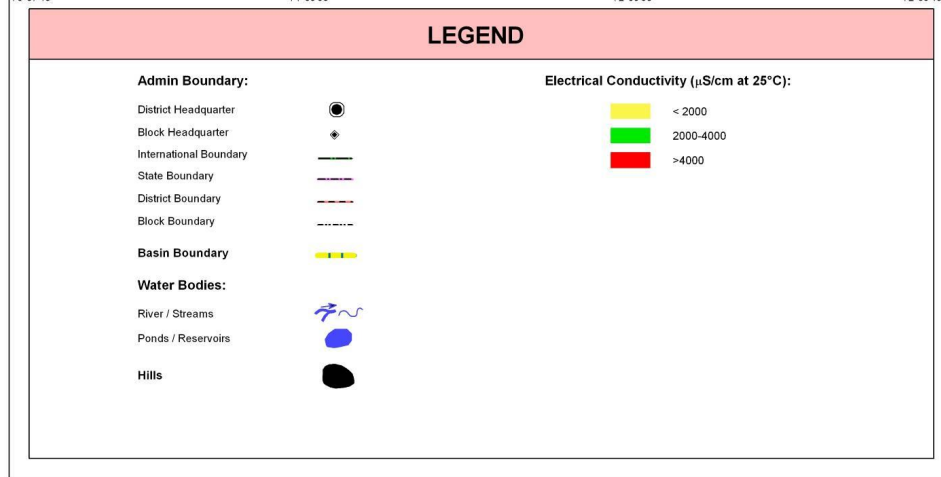 LEGEND
Admin Boundary:
District Headquarter
Block Headquarter
International Boundary
State Boundary
District Boundary
Block Boundary
Basin Boundary
Water Bodies:
River / Streams
Ponds / Reservoirs
Hills
Electrical Conductivity (µS/cm at 25°C):
< 2000
2000-4000
>4000